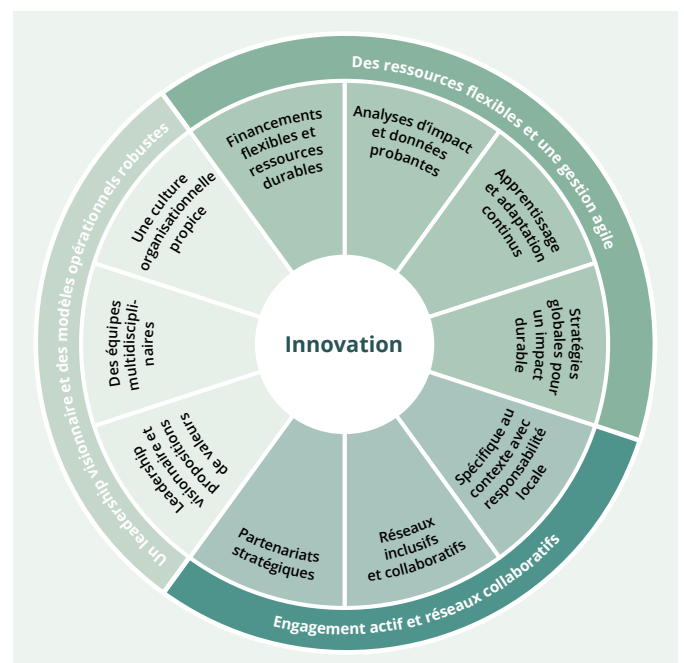 Des ressources flexibles et une gestion agile
Financements
flexibles et
ressources
durables
Analyses d'impact
et données
probantes
Apprentissage
et adaptation
continus
Stratégies
globales pour
un impact
durable
Engagement actif et réseaux collaboratifs
Spécifique au
contexte avec
responsabilité
locale
Réseaux
inclusifs
et collaboratifs
Partenariats
stratégiques
Un leadership visionnaire et des modèles opérationnels robustes
Leadership
visionnaire et
propositions
de valeurs
Des équipes
multidiscipli-
naires
Une culture
organisationnelle
propice
Innovation